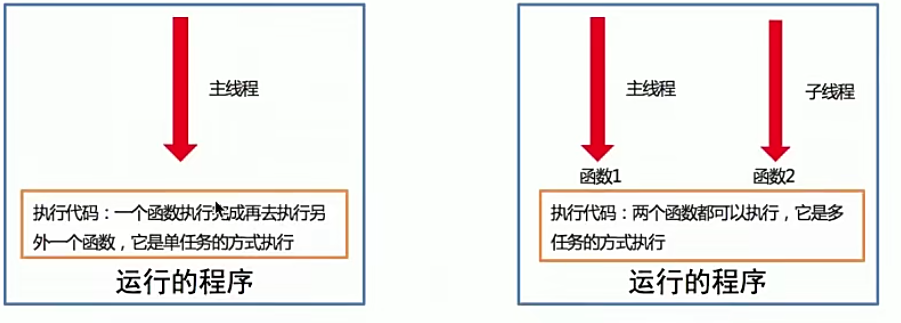 主线程
执行代码：一个函数执行完成再去执行另
外一个函数，它是单任务的方式执行
运行的程序
主线程
子线程
函数1
函数2
执行代码：两个函数都可以执行，它是多
任务的方式执行
运行的程序